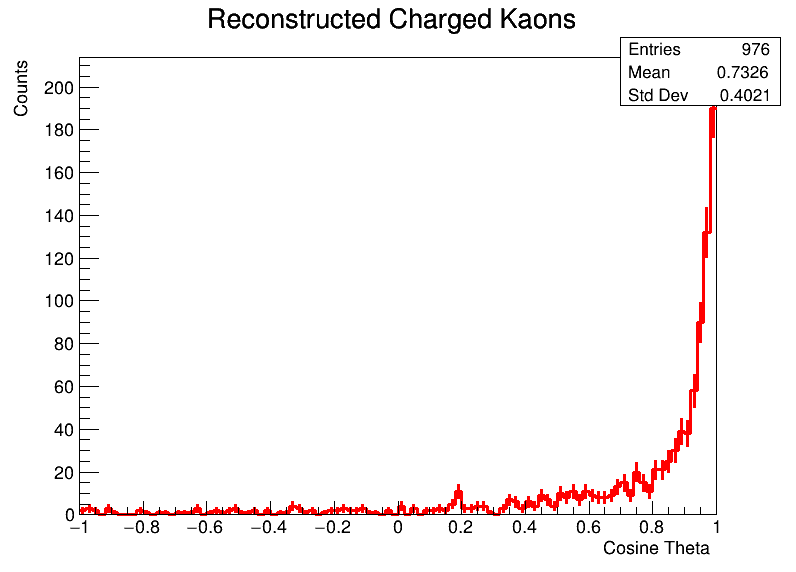 Reconstructed Charged Kaons
Entries 976
Mean 0.7326
Std Dev 0.4021
Counts
200
180
160
140
120
100
80
60
40
20
0
−1 −0.8 −0.6 −0.4 −0.2 0 0.2 0.4 0.6 0.8 1
Cosine Theta